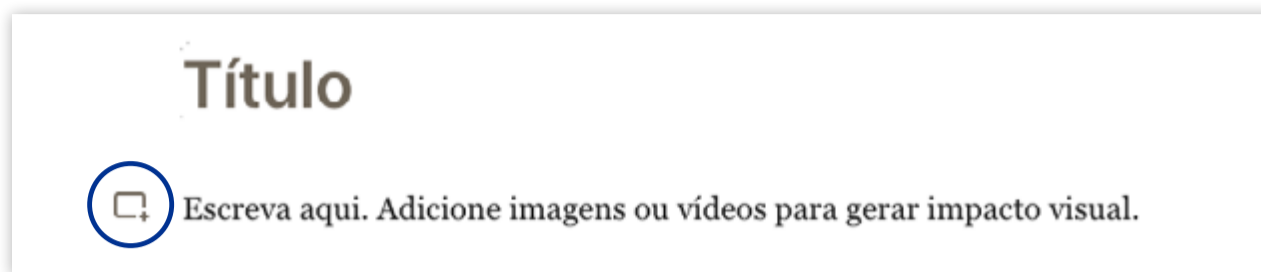 Título
Escreva aqui. Adicione imagens ou vídeos para gerar impacto visual.